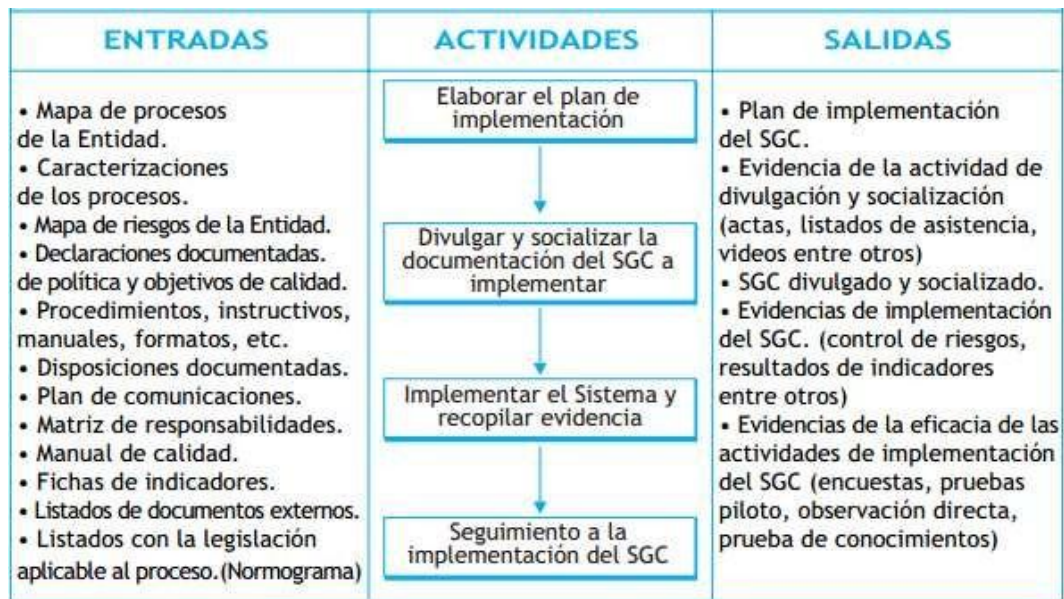 ENTRADAS
• Mapa de procesos
de la Entidad.
• Caracterizaciones
de los procesos.
• Mapa de riesgos de la Entidad.
• Declaraciones documentadas.
de política y objetivos de calidad.
• Procedimientos, instructivos,
manuales, formatos, etc.
• Disposiciones documentadas.
• Plan de comunicaciones.
• Matriz de responsabilidades.
• Manual de calidad.
• Fichas de indicadores.
• Listados de documentos externos.
• Listados con la legislación
aplicable al proceso.(Normograma)
ACTIVIDADES
Elaborar el plan de
implementación
Divulgar y socializar la
documentación del SGC a
implementar
Implementar el Sistema y
recopilar evidencia
Seguimiento a la
implementación del SGC
SALIDAS
• Plan de implementación
del SGC.
• Evidencia de la actividad de
divulgación y socialización
(actas, listados de asistencia,
videos entre otros)
• SGC divulgado y socializado.
• Evidencias de implementación
del SGC. (control de riesgos,
resultados de indicadores
entre otros)
• Evidencias de la eficacia de las
actividades de implementación
del SGC (encuestas, pruebas
piloto, observación directa,
prueba de conocimientos)